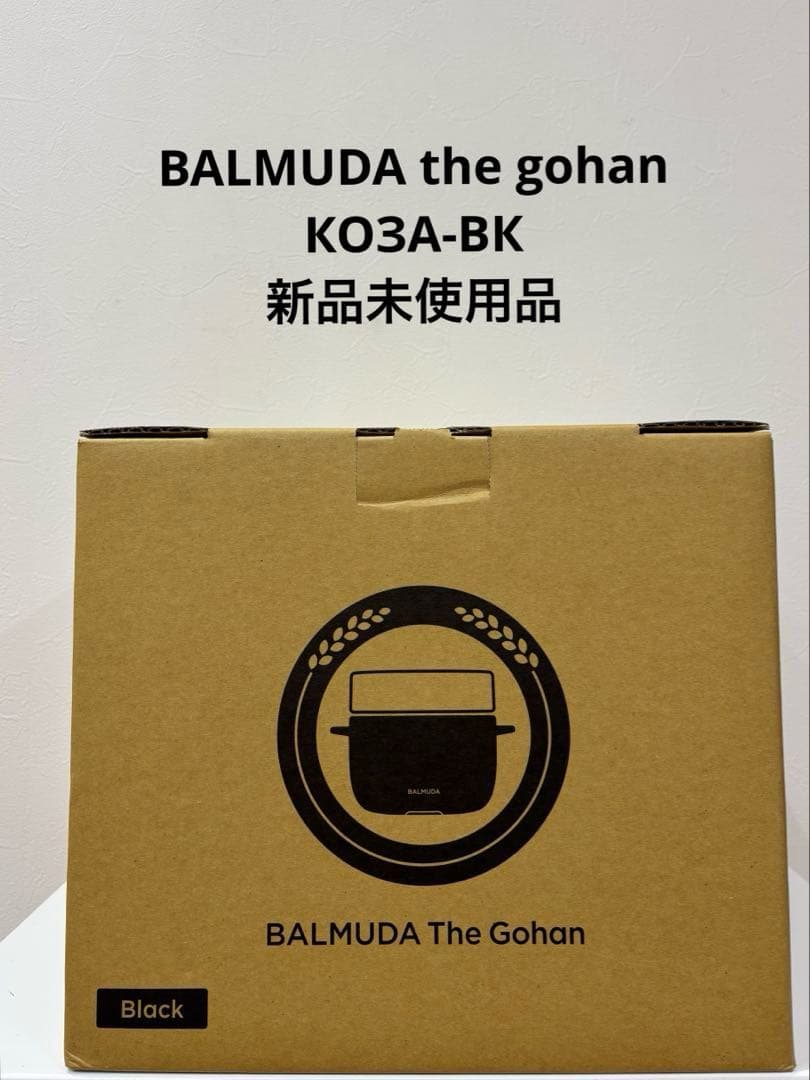 BALMUDA the gohan
KO3A-BK
新品未使用品
BALMUDA
BALMUDA The Gohan
Black